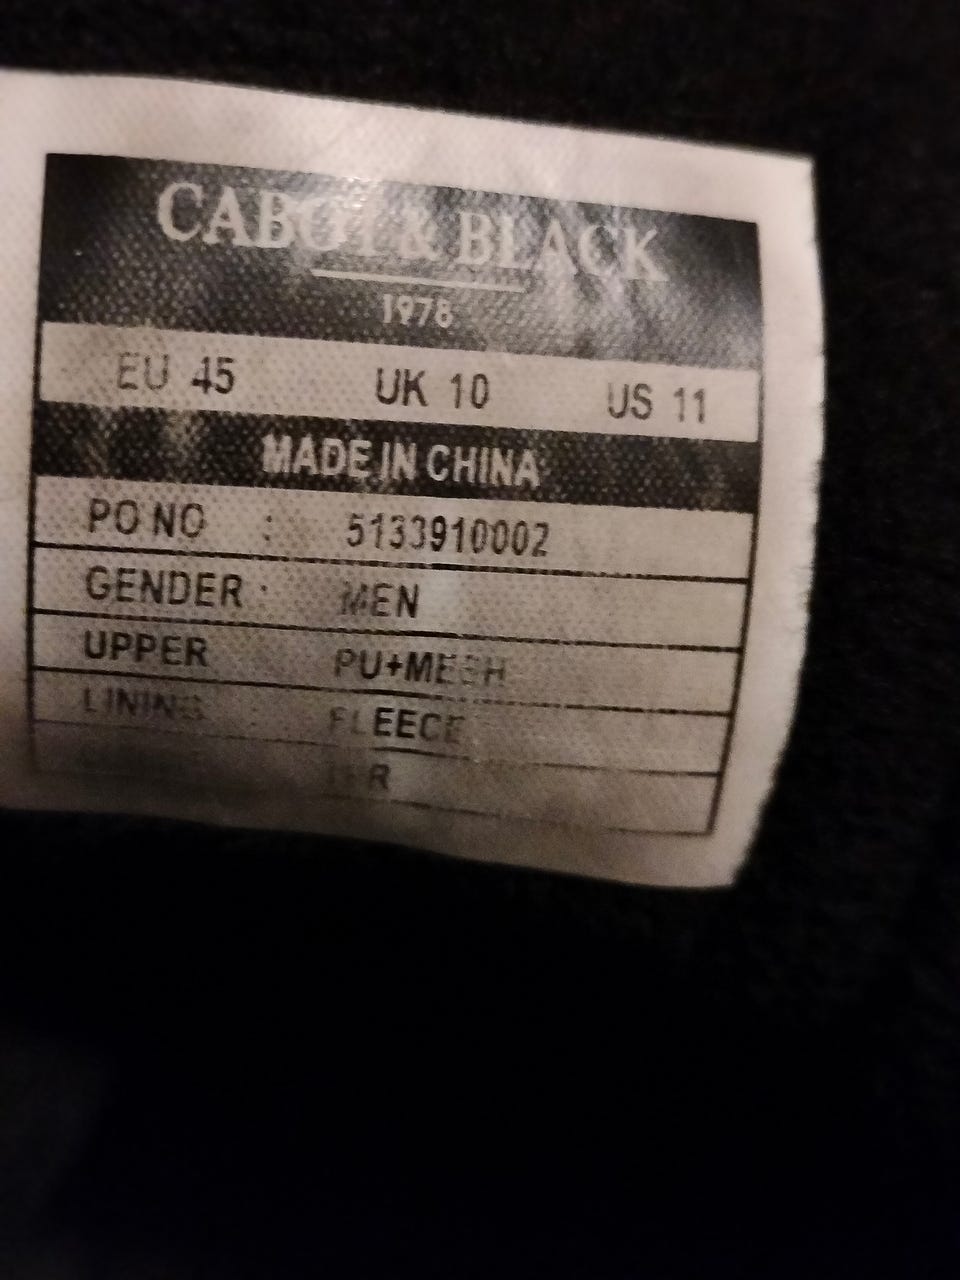 CABOT & BLACK
1978
EU 45 UK 10 US 11
MADE IN CHINA
PO NO : 5133910002
GENDER : MEN
UPPER PU+MESH
LINING : FLEECE